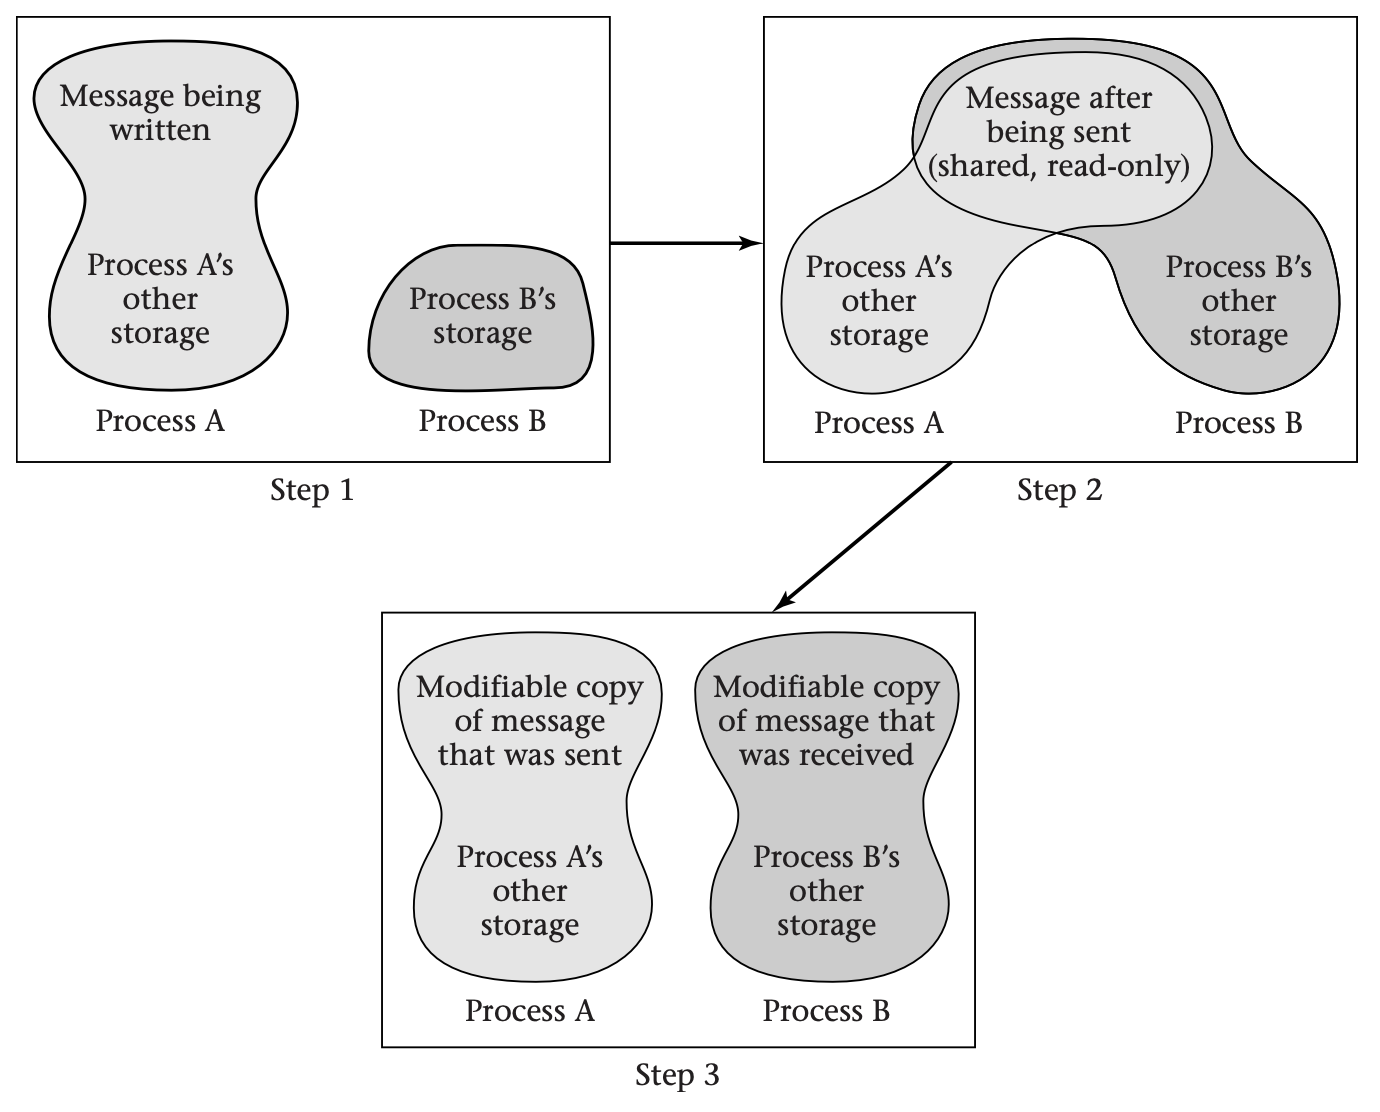 Message being
written
Process A's
other
storage
Process B's
storage
Process A
Process B
Step 1
Message after
being sent
(shared, read-only)
Process A's
other
storage
Process B's
other
storage
Process A
Process B
Step 2
Modifiable copy
of message
that was sent
Process A's
other
storage
Modifiable copy
of message that
was received
Process B's
other
storage
Process A
Process B
Step 3